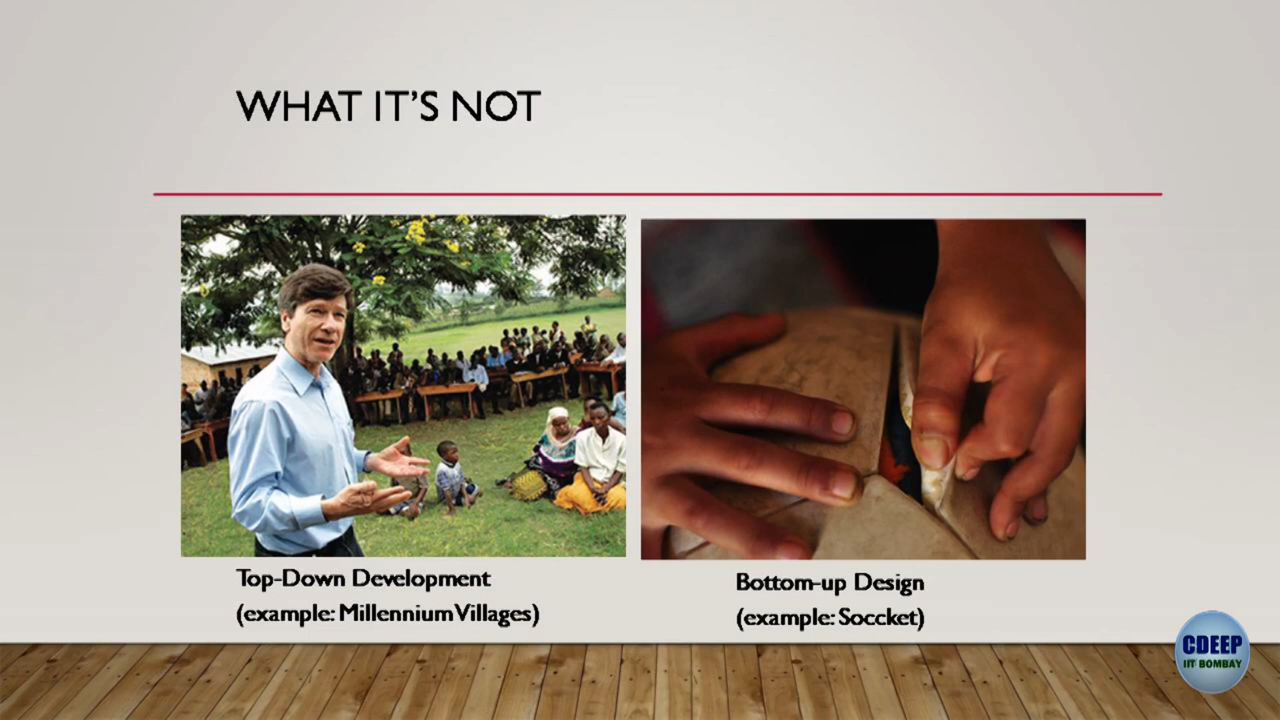 WHAT IT'S NOT
Top-Down Development
(example: Millennium Villages)
Bottom-up Design
(example: Soccket)
CDEEP
IIT BOMBAY